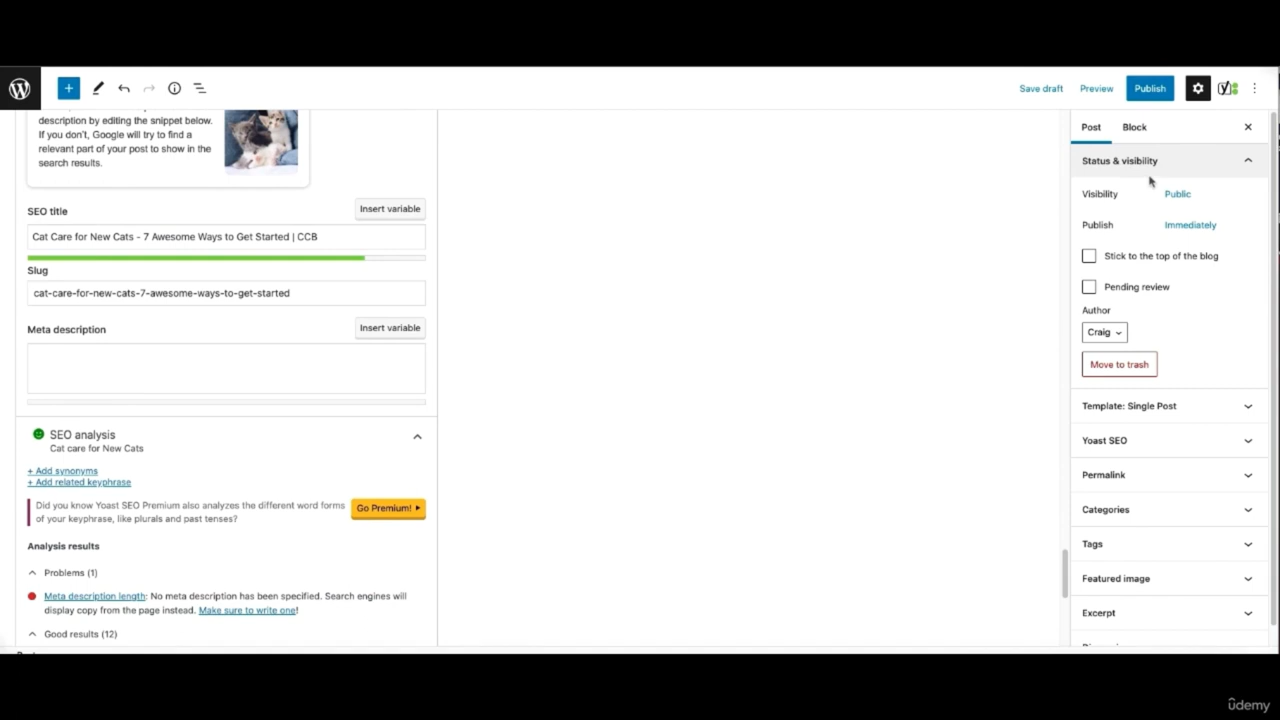 Save draft
Preview
Publish
description by editing the snippet below.
If you don't, Google will try to find a
relevant part of your post to show in the
search results.
SEO title
Insert variable
Cat Care for New Cats - 7 Awesome Ways to Get Started | CCB
Slug
cat-care-for-new-cats-7-awesome-ways-to-get-started
Meta description
Insert variable
SEO analysis
Cat care for New Cats
+ Add synonyms
+ Add related keyphrase
Did you know Yoast SEO Premium also analyzes the different word forms
of your keyphrase, like plurals and past tenses?
Go Premium!
Analysis results
Problems (1)
Meta description length: No meta description has been specified. Search engines will
display copy from the page instead. Make sure to write one!
Good results (12)
Post
Block
Status & visibility
Visibility
Public
Publish
Immediately
Stick to the top of the blog
Pending review
Author
Craig
Move to trash
Template: Single Post
Yoast SEO
Permalink
Categories
Tags
Featured image
Excerpt
ûdemy